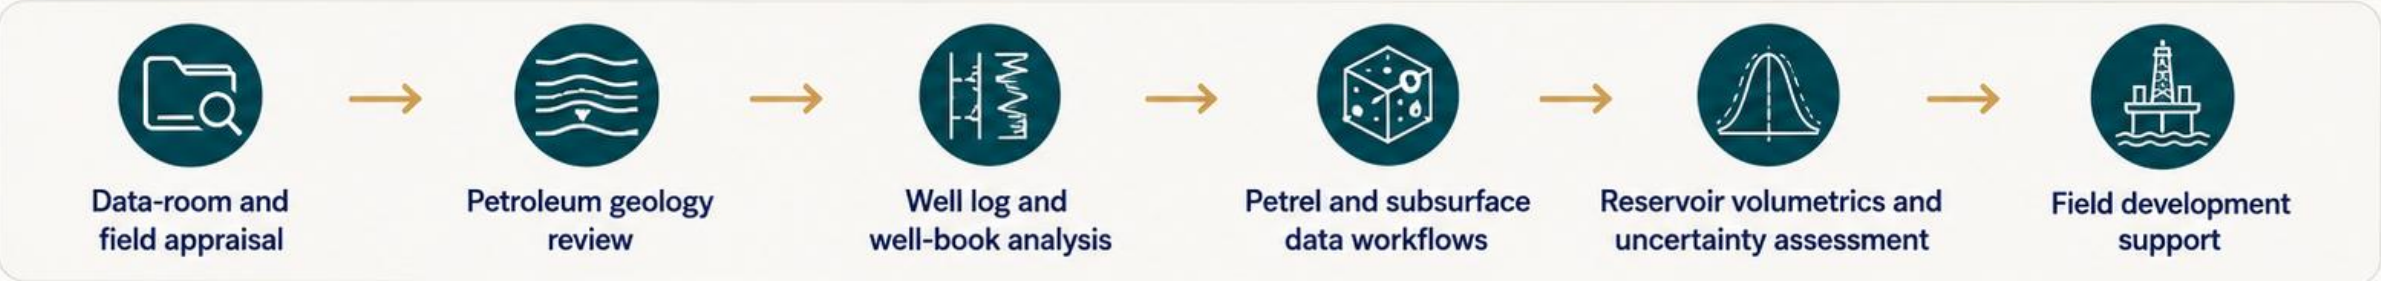 Data-room and
field appraisal
Petroleum geology
review
Well log and
well-book analysis
Petrel and subsurface
data workflows
Reservoir volumetrics and
uncertainty assessment
Field development
support